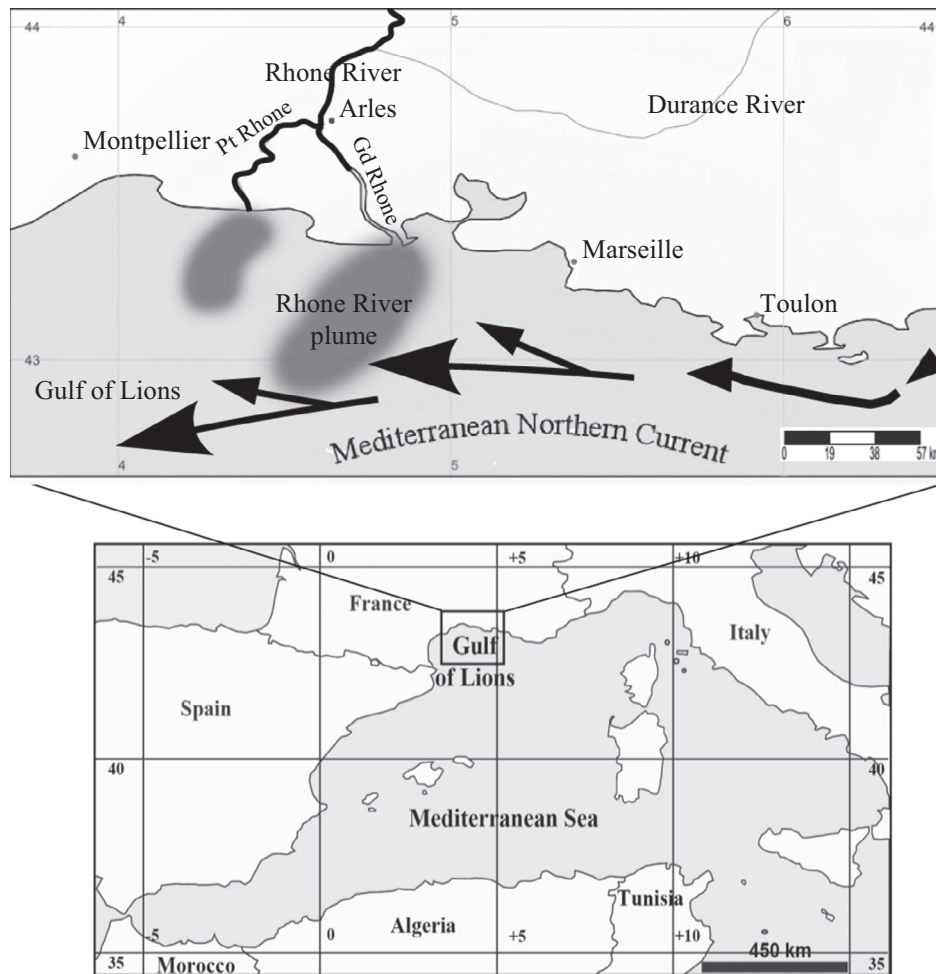 4
5
6
44
44
Rhone River
Durance River
Arles
Pt Rhone
Montpellier
Gd Rhone
Marseille
Toulon
Rhone River
plume
43
43
Gulf of Lions
Mediterranean Northern Current
4
5
0 19 38 57 km
-5
0
+5
+10
45
45
France
Italy
Gulf
of Lions
Spain
40
40
Mediterranean Sea
Tunisia
Algeria
-5
0
+5
+10
450 km
35
35
Morocco